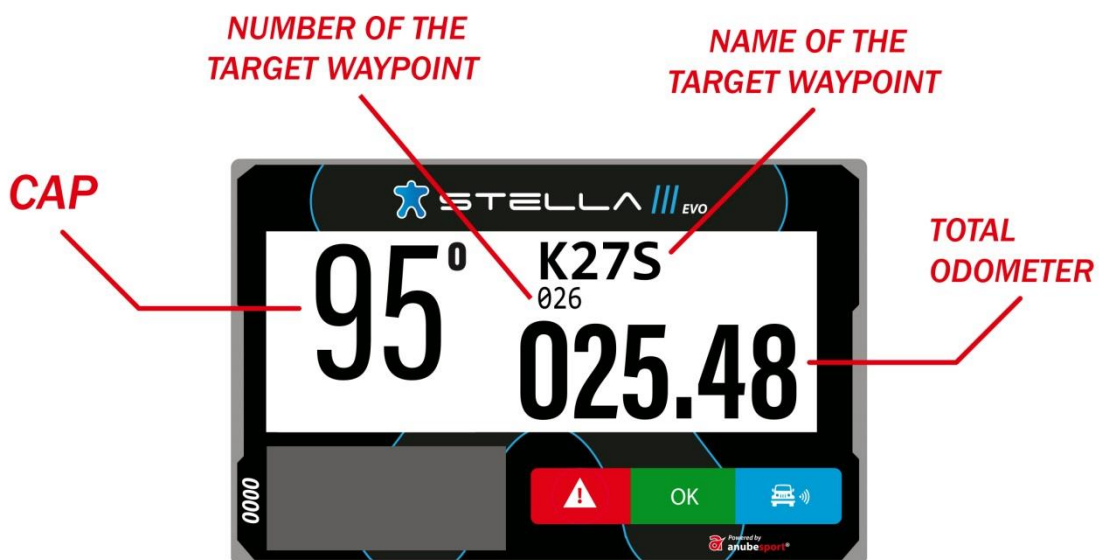 NUMBER OF THE
TARGET WAYPOINT
NAME OF THE
TARGET WAYPOINT
CAP
STELLA III EVO
TOTAL
ODOMETER
95º
K27S
026
025.48
0000
OK
Powered by
anubesport®